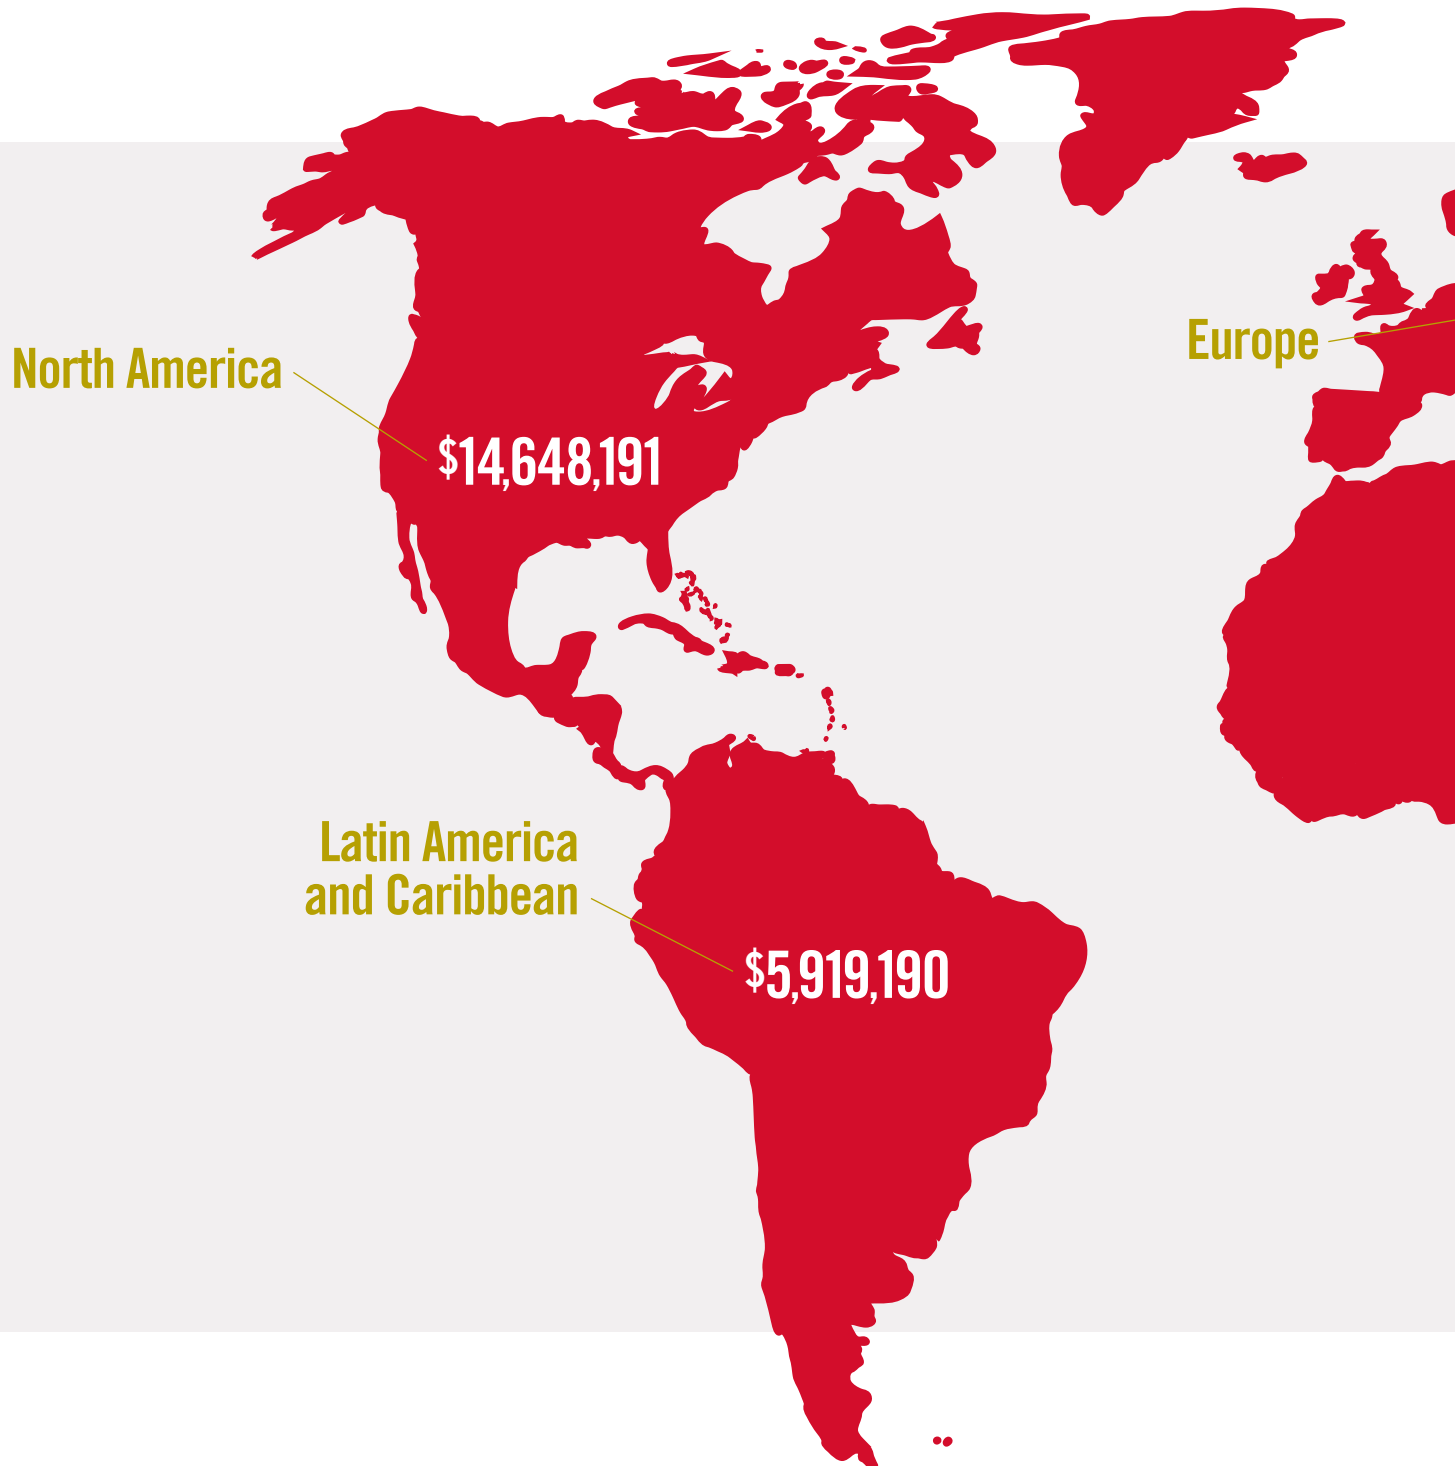 Europe
North America
$14,648,191
Latin America
and Caribbean
$5,919,190